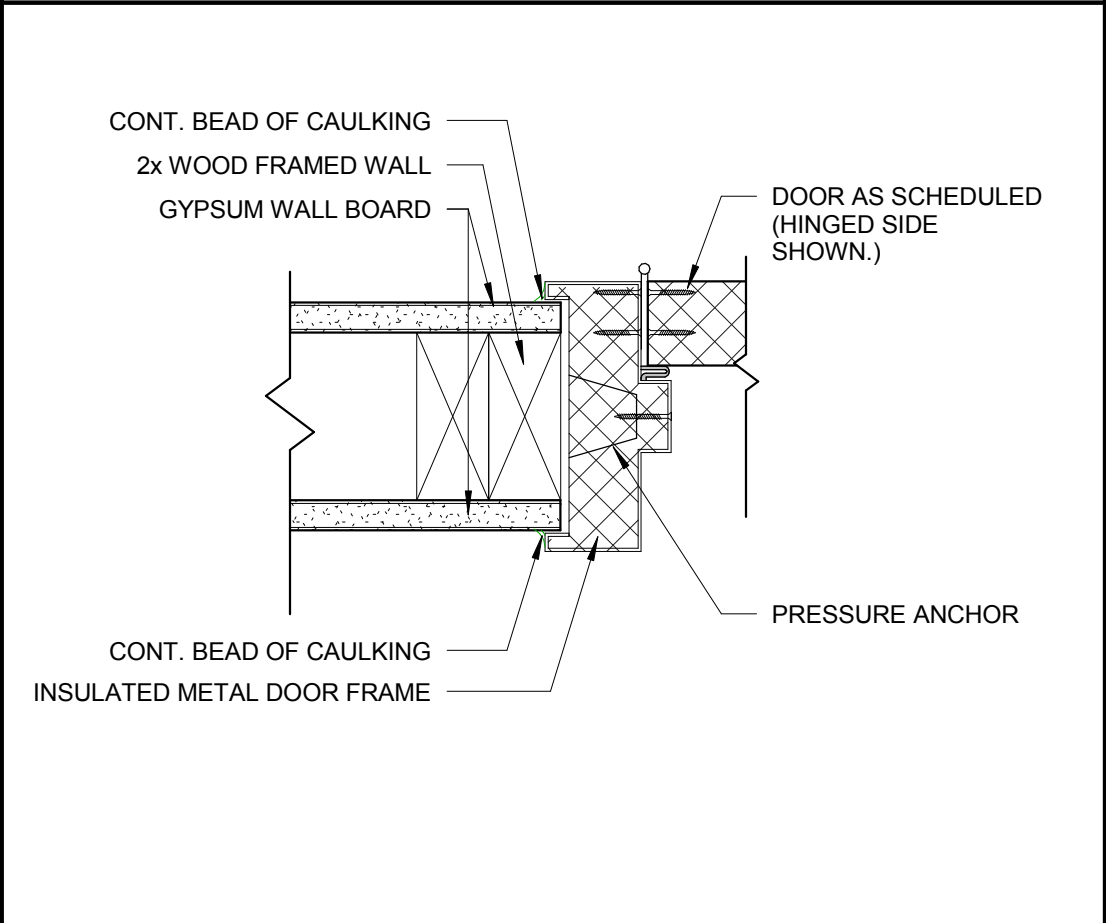 CONT. BEAD OF CAULKING
2x WOOD FRAMED WALL
GYPSUM WALL BOARD
DOOR AS SCHEDULED
(HINGED SIDE
SHOWN.)
PRESSURE ANCHOR
CONT. BEAD OF CAULKING
INSULATED METAL DOOR FRAME